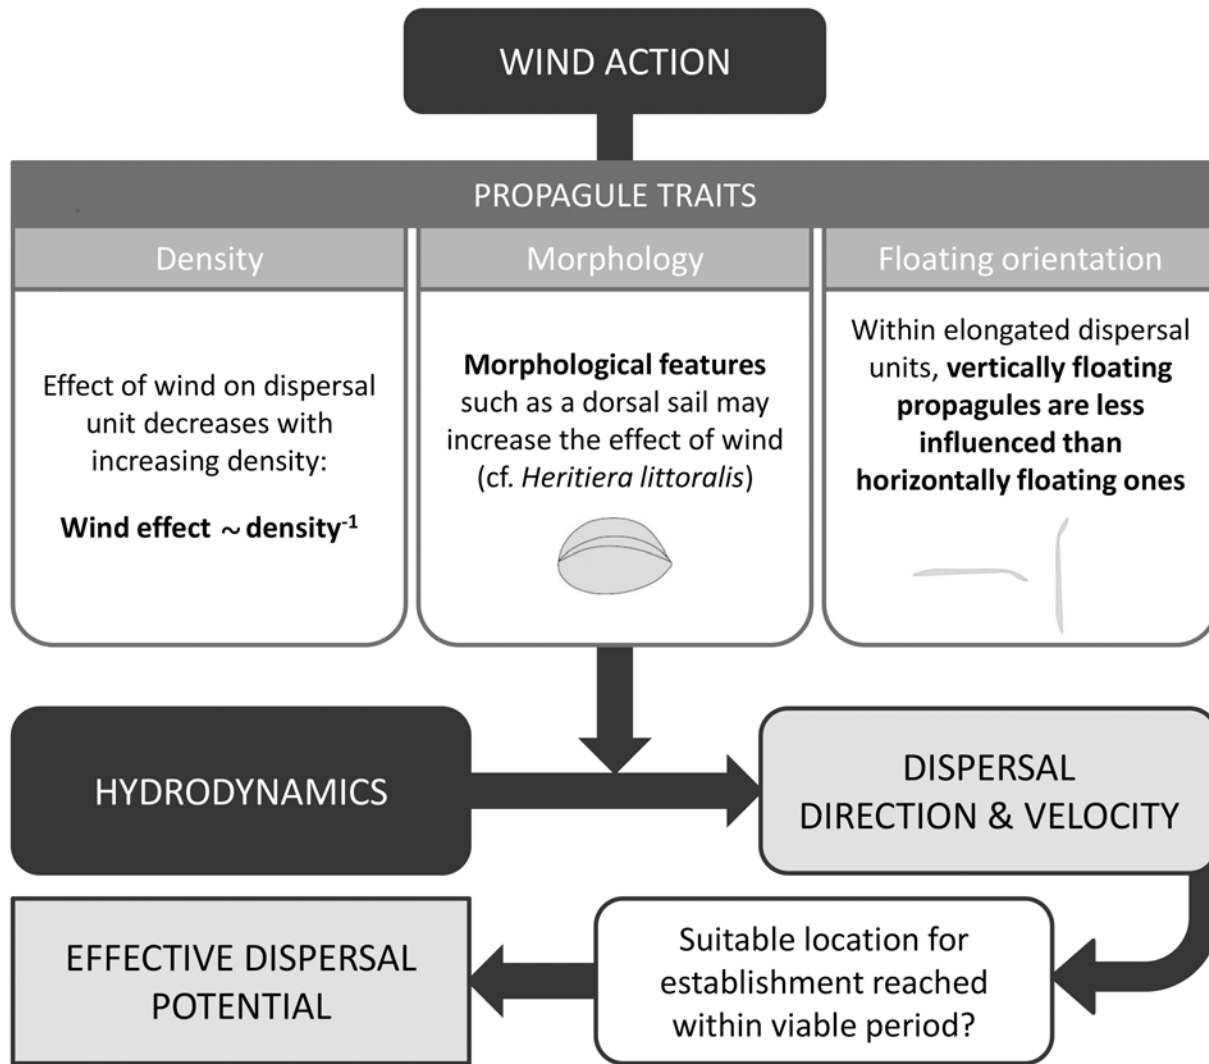 WIND ACTION
PROPAGULE TRAITS
Density
Effect of wind on dispersal
unit decreases with
increasing density:
Wind effect ~ density⁻¹
Morphology
Morphological features
such as a dorsal sail may
increase the effect of wind
(cf. Heritiera littoralis)
Floating orientation
Within elongated dispersal
units, vertically floating
propagules are less
influenced than
horizontally floating ones
HYDRODYNAMICS
DISPERSAL
DIRECTION & VELOCITY
Suitable location for
establishment reached
within viable period?
EFFECTIVE DISPERSAL
POTENTIAL